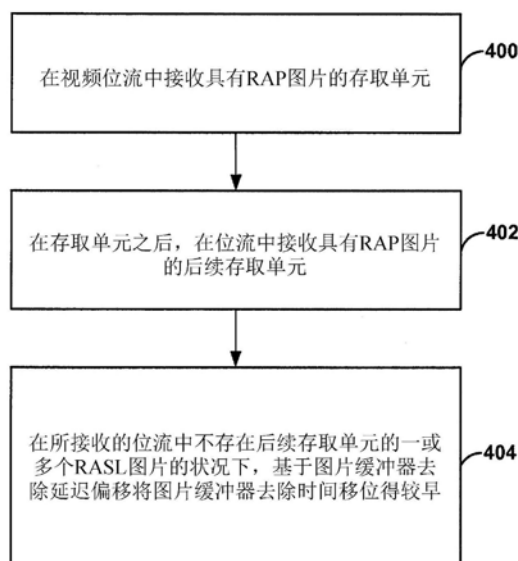 在视频位流中接收具有RAP图片的存取单元
400
在存取单元之后，在位流中接收具有RAP图片
的后续存取单元
402
在所接收的位流中不存在后续存取单元的一或
多个RASL图片的状况下，基于图片缓冲器去
除延迟偏移将图片缓冲器去除时间移位得较早
404